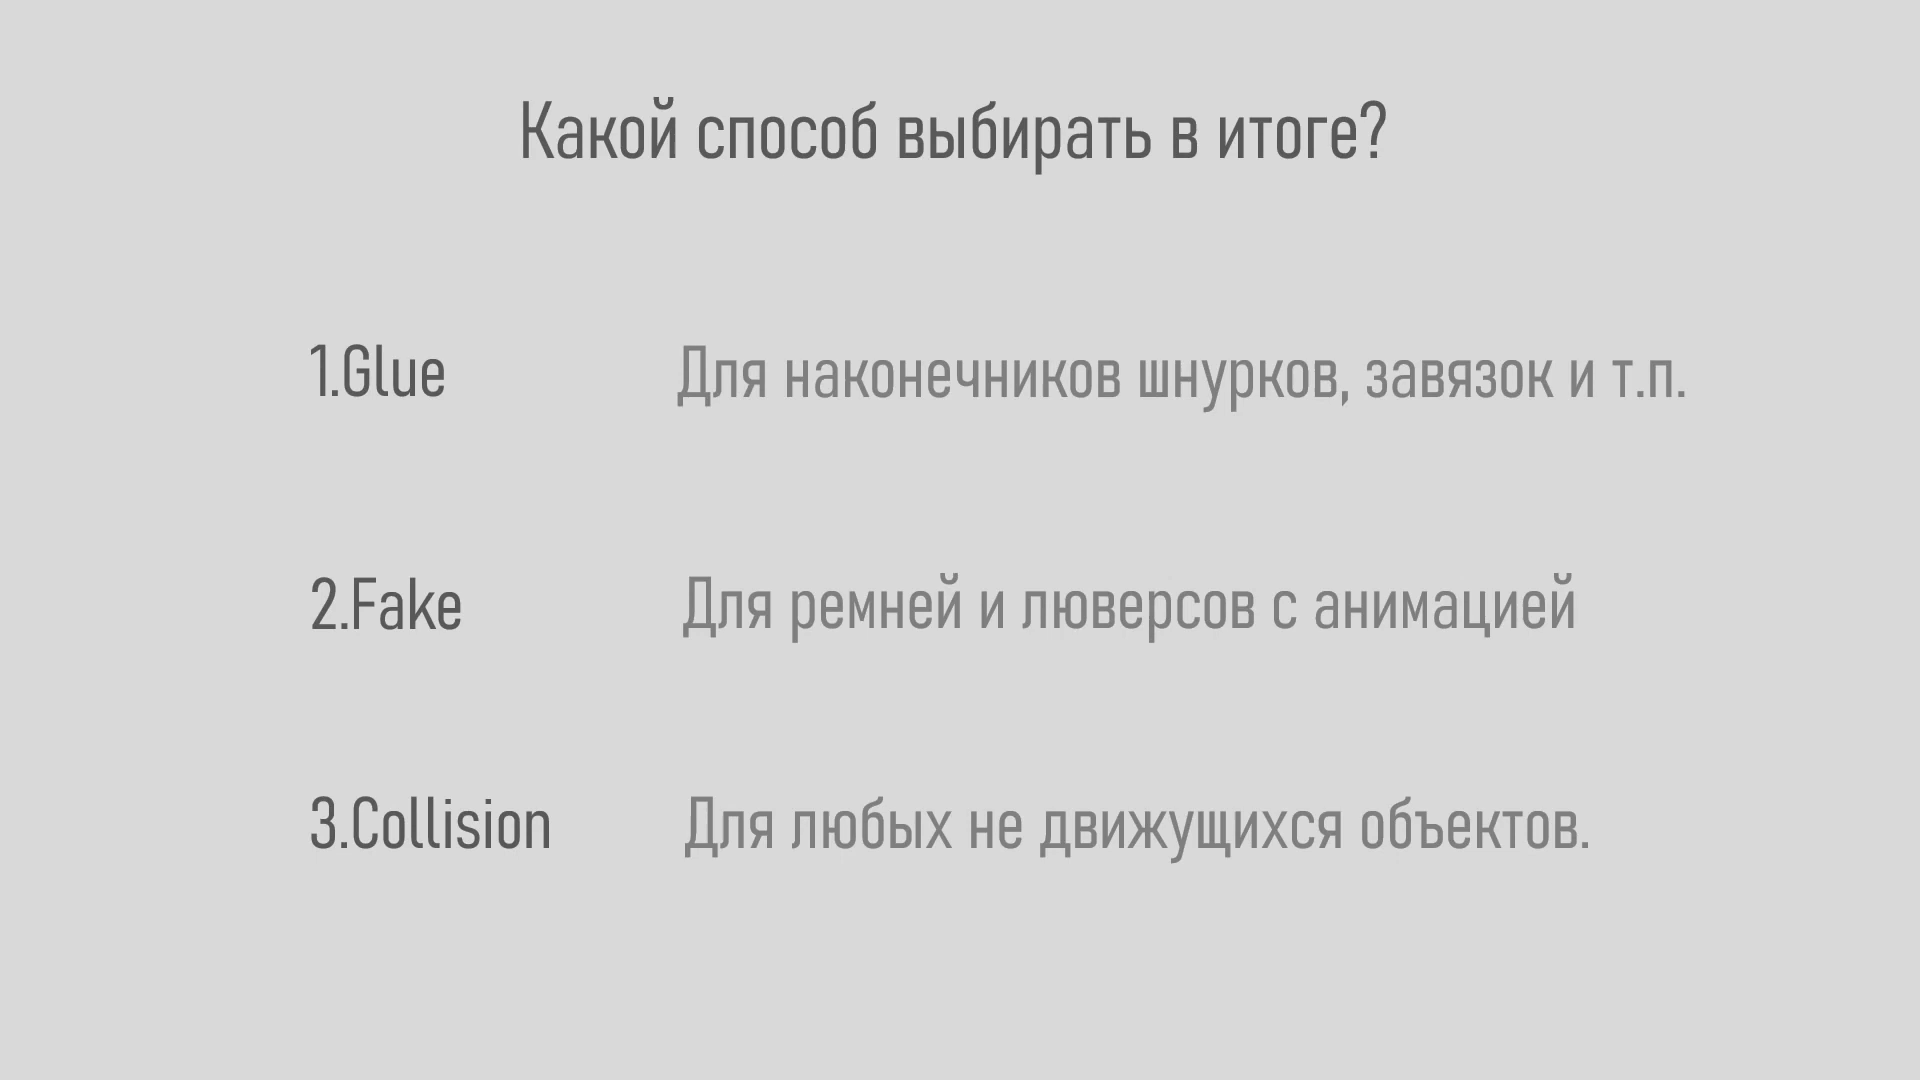 Какой способ выбирать в итоге?
1.Glue Для наконечников шнурков, завязок и т.п.
2.Fake Для ремней и люверсов с анимацией
3.Collision Для любых не движущихся объектов.